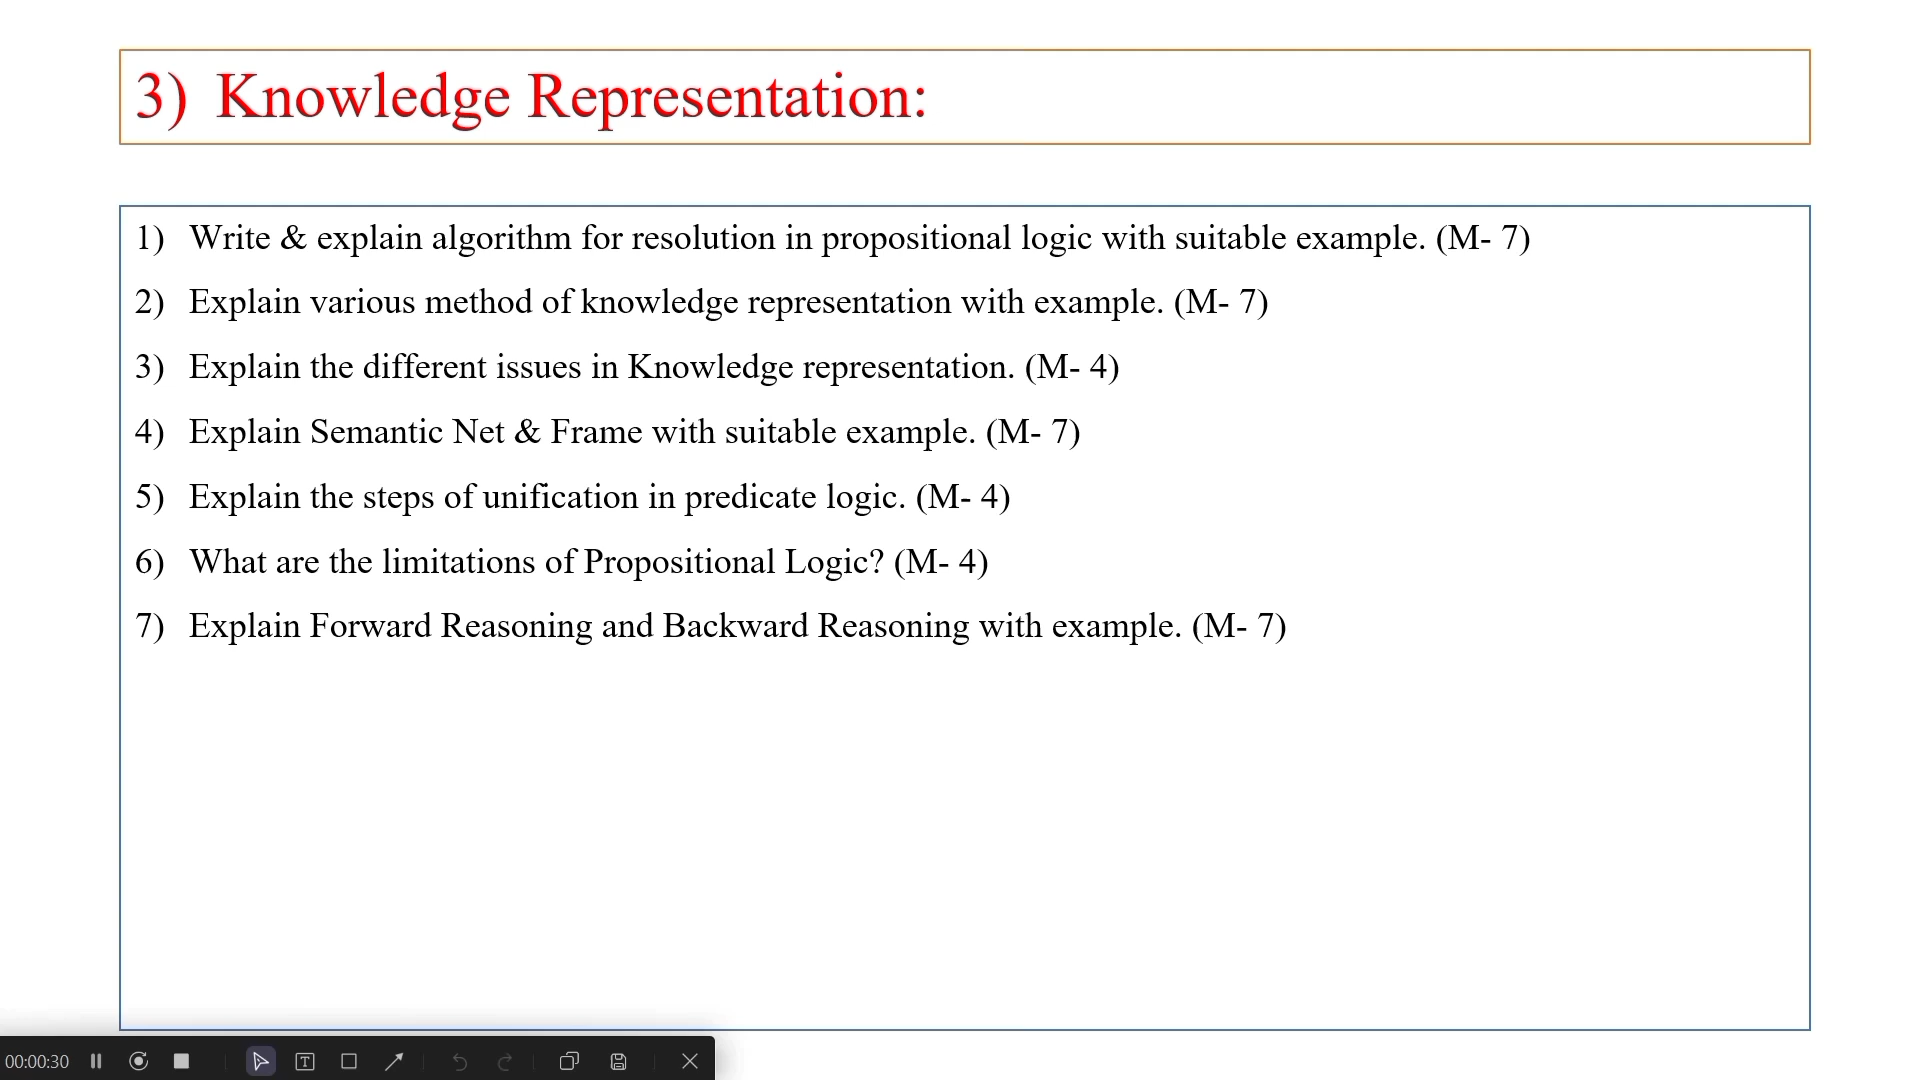 3) Knowledge Representation:
1) Write & explain algorithm for resolution in propositional logic with suitable example. (M- 7)
2) Explain various method of knowledge representation with example. (M- 7)
3) Explain the different issues in Knowledge representation. (M- 4)
4) Explain Semantic Net & Frame with suitable example. (M- 7)
5) Explain the steps of unification in predicate logic. (M- 4)
6) What are the limitations of Propositional Logic? (M- 4)
7) Explain Forward Reasoning and Backward Reasoning with example. (M- 7)
00:00:30